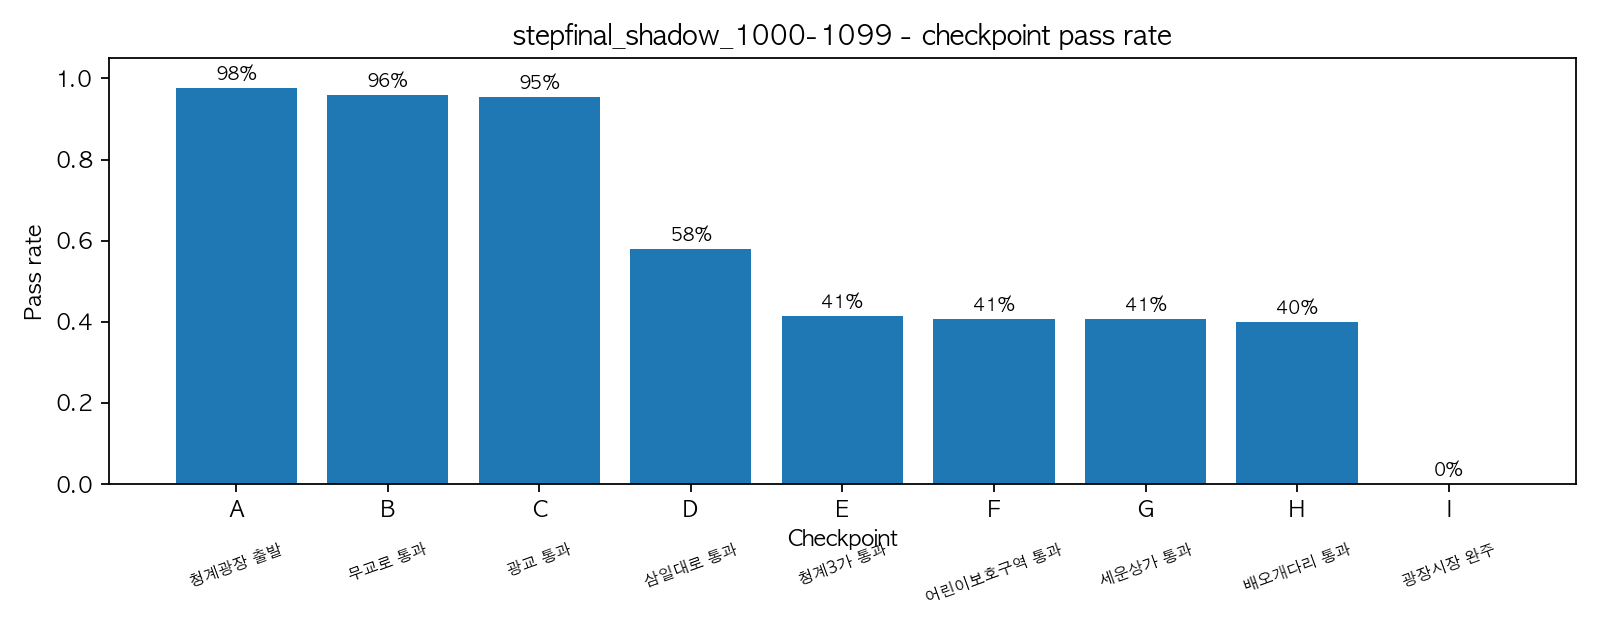 stepfinal_shadow_1000-1099 - checkpoint pass rate
Pass rate
1.0
0.8
0.6
0.4
0.2
0.0
98%
96%
95%
58%
41%
41%
41%
40%
0%
A B C D E F G H I
Checkpoint
청계광장 출발
무교로 통과
광교 통과
삼일대로 통과
청계3가 통과
어린이보호구역 통과
세운상가 통과
배오개다리 통과
광장시장 완주